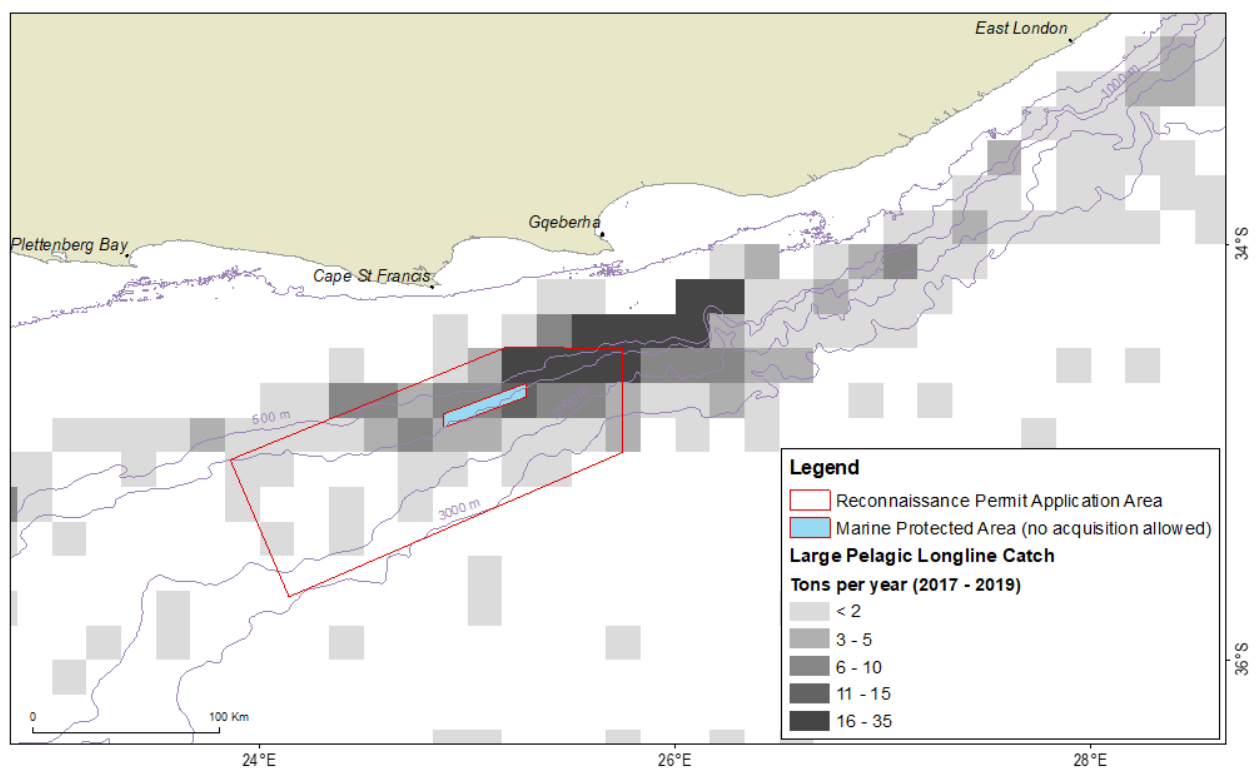 East London
1000 m
Gqeberha
Plettenberg Bay
Cape St Francis
34°S
500 m
3000 m
Legend
Reconnaissance Permit Application Area
Marine Protected Area (no acquisition allowed)
Large Pelagic Longline Catch
Tons per year (2017 - 2019)
< 2
3 - 5
6 - 10
11 - 15
16 - 35
36°S
0 100 Km
24°E 26°E 28°E